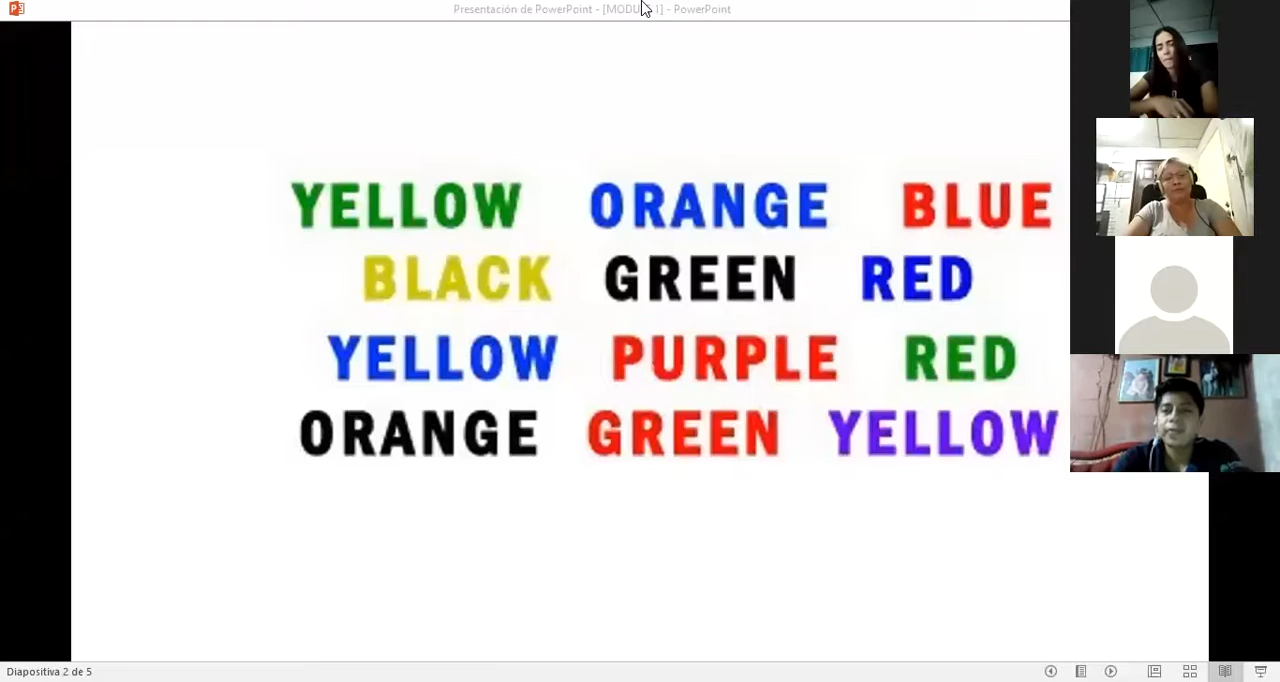 Presentación de PowerPoint - [MODU 1] - PowerPoint
YELLOW ORANGE BLUE
BLACK GREEN RED
YELLOW PURPLE RED
ORANGE GREEN YELLOW
Diapositiva 2 de 5